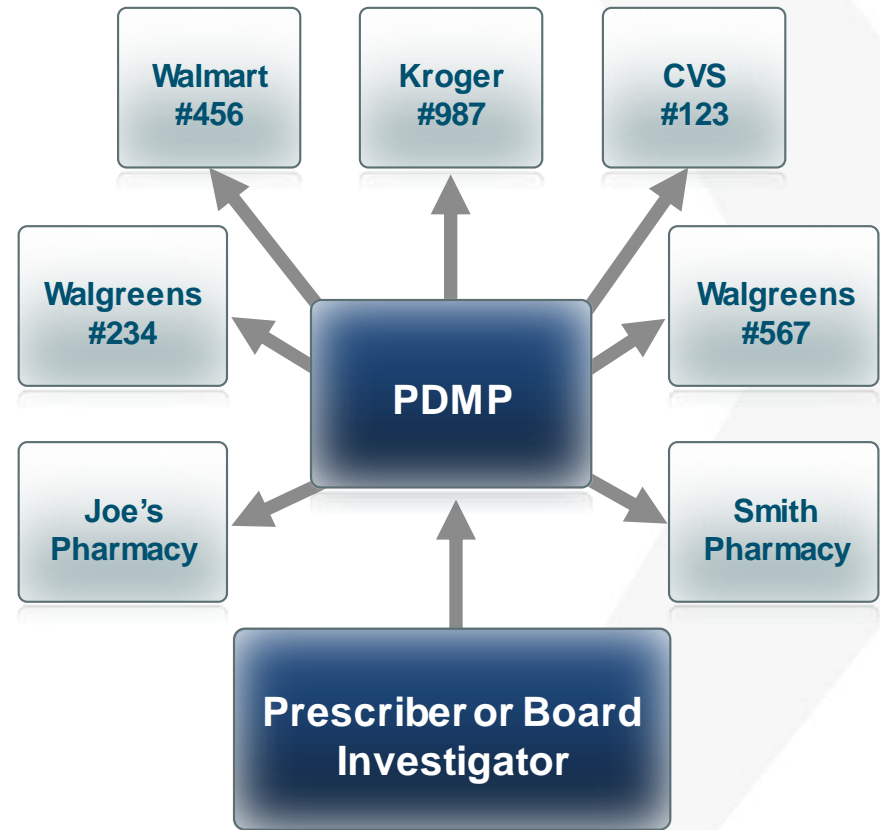 Walmart
#456
Kroger
#987
CVS
#123
Walgreens
#234
Walgreens
#567
PDMP
Joe’s
Pharmacy
Smith
Pharmacy
Prescriber or Board
Investigator